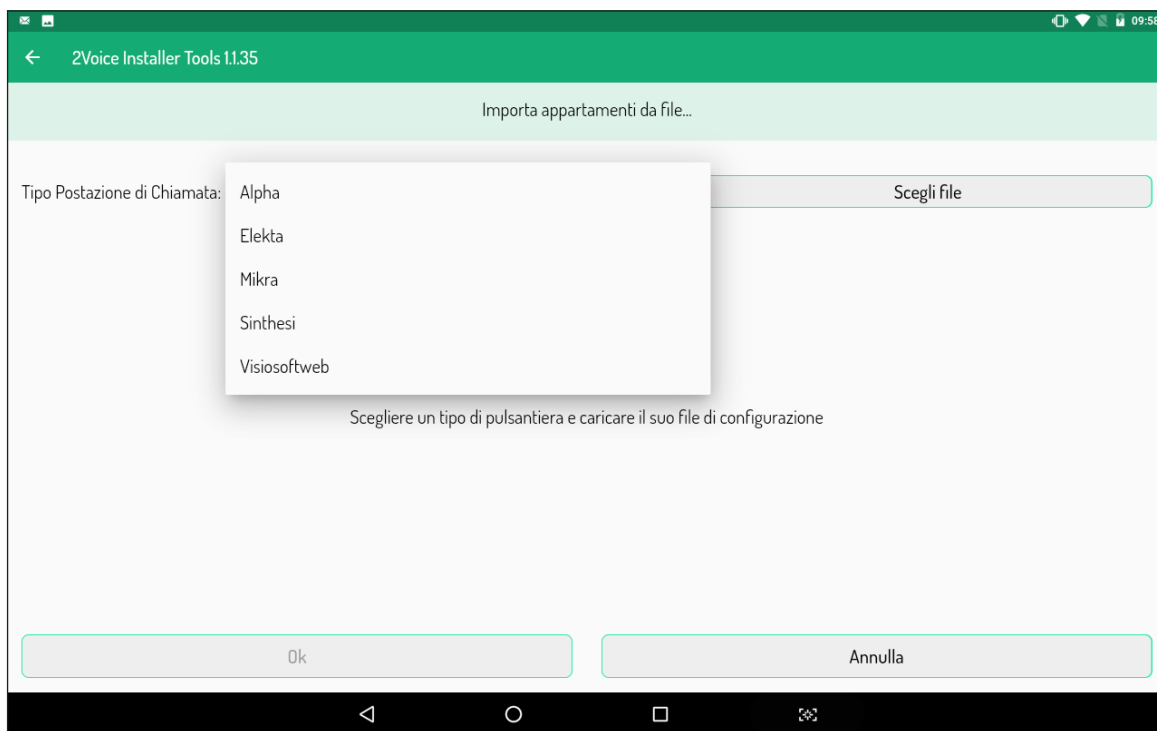 09:58
2Voice Installer Tools 1.1.35
Importa appartamenti da file...
Tipo Postazione di Chiamata:
Alpha
Scegli file
Elekta
Mikra
Sinthesi
Visiosoftweb
Scegliere un tipo di pulsantiera e caricare il suo file di configurazione
Ok
Annulla